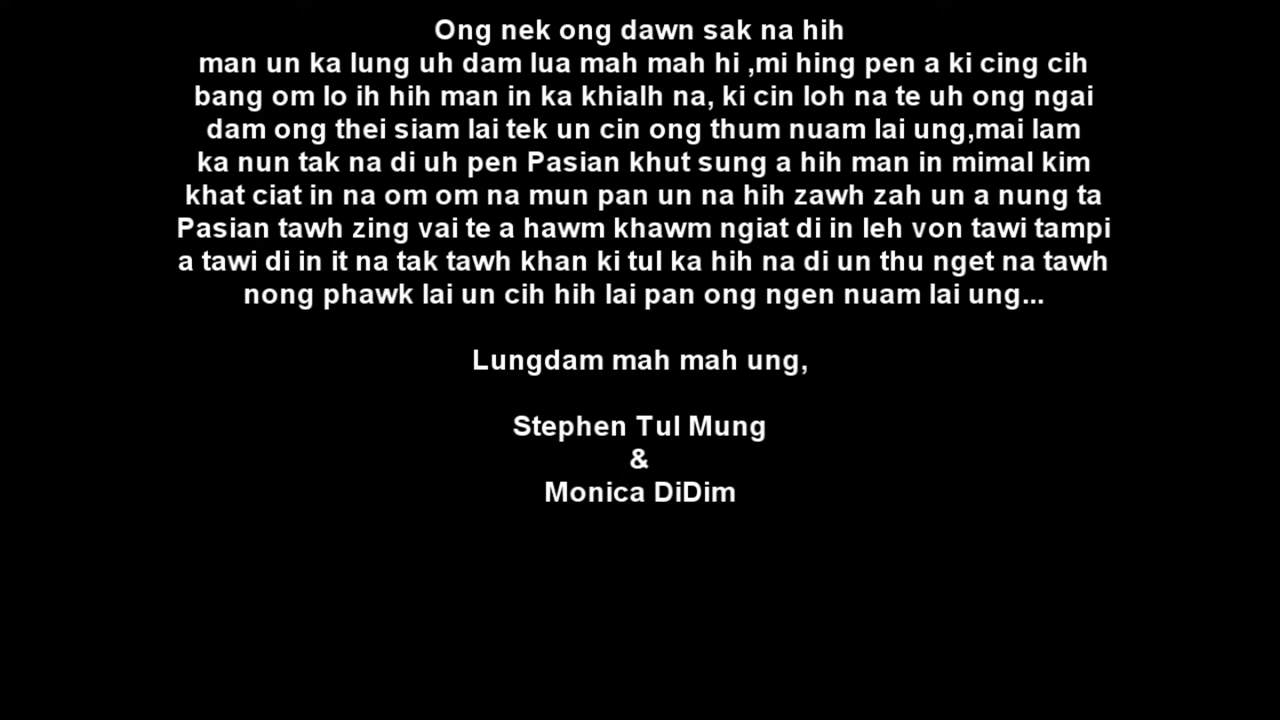 Ong nek ong dawn sak na hih
man un ka lung uh dam lua mah mah hi ,mi hing pen a ki cing cih
bang om lo ih hih man in ka khialh na, ki cin loh na te uh ong ngai
dam ong thei siam lai tek un cin ong thum nuam lai ung,mai lam
ka nun tak na di uh pen Pasian khut sung a hih man in mimal kim
khat ciat in na om om na mun pan un na hih zawh zah un a nung ta
Pasian tawh zing vai te a hawm khawm ngiat di in leh von tawi tampi
a tawi di in it na tak tawh khan ki tul ka hih na di un thu nget na tawh
nong phawk lai un cih hih lai pan ong ngen nuam lai ung...
Lungdam mah mah ung,
Stephen Tul Mung
&
Monica DiDim